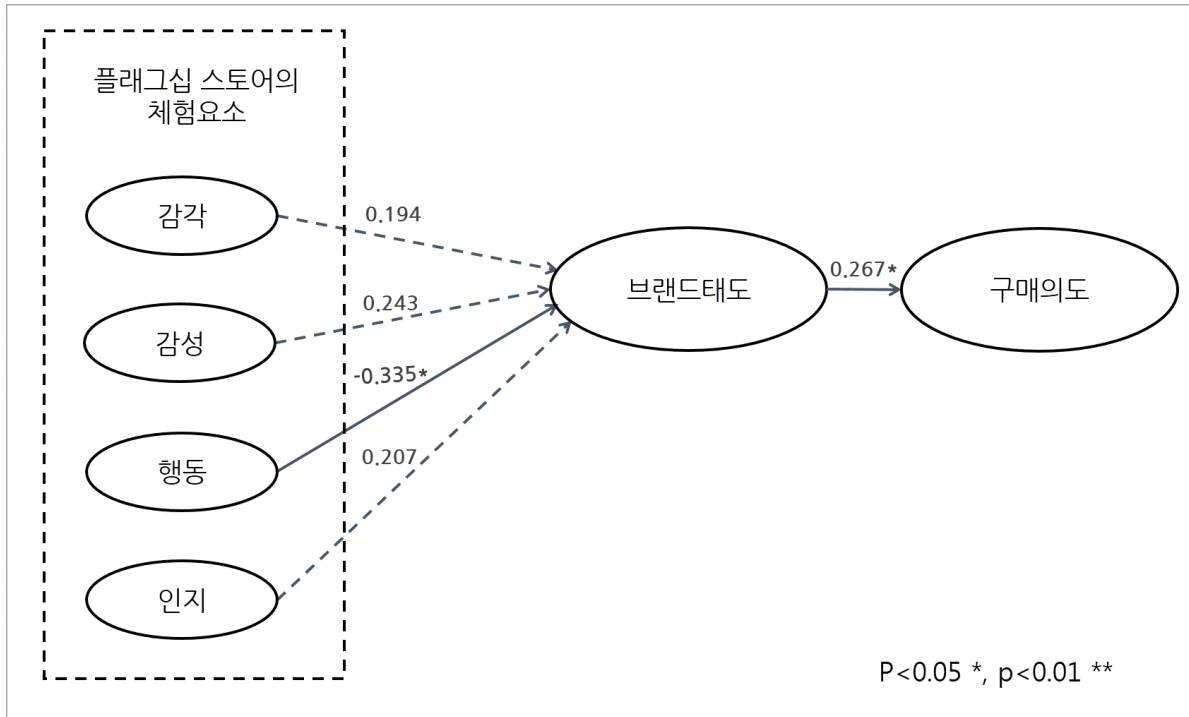 플래그십 스토어의
체험요소
감각
0.194
감성
0.243
브랜드태도
0.267*
구매의도
행동
-0.335*
인지
0.207
P<0.05 *, p<0.01 **